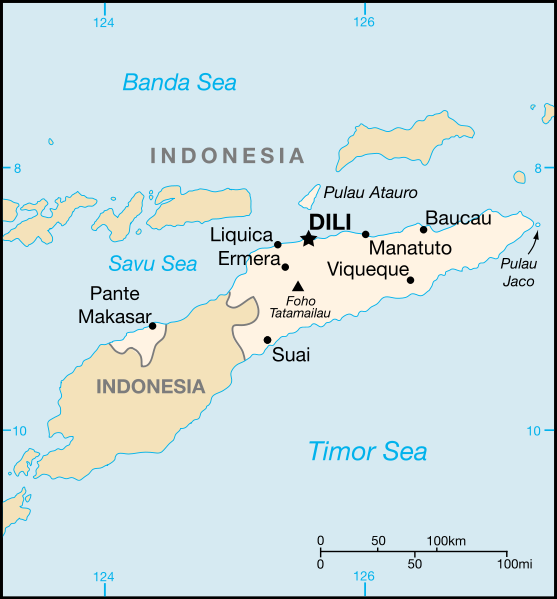 124
126
Banda Sea
INDONESIA
8
8
Pulau Atauro
DILI
Baucau
Liquica
Manatuto
Ermera
Savu Sea
Viqueque
Pulau
Jaco
Pante
Makasar
Foho
Tatamailau
Suai
INDONESIA
10
10
Timor Sea
0 50 100km
0 50 100mi
124
126